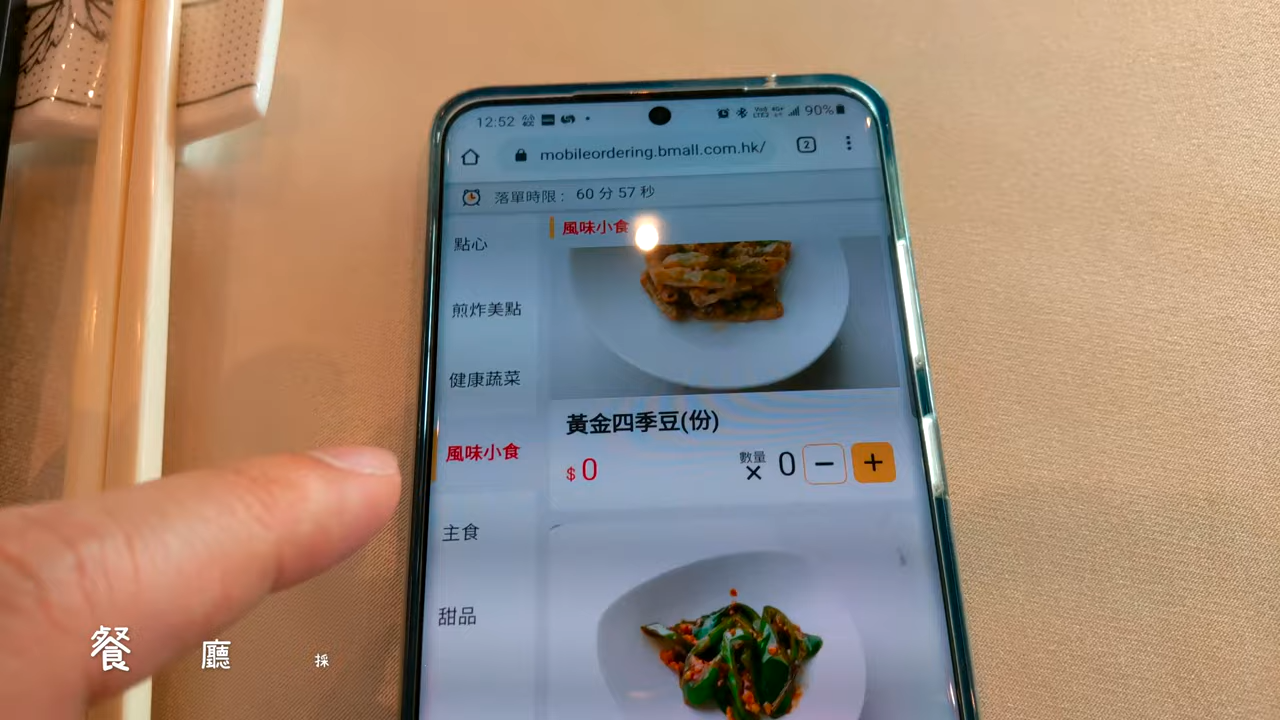 12:52
90%
mobileordering.bmall.com.hk/
2
落單時限： 60 分 57 秒
點心
煎炸美點
健康蔬菜
風味小食
主食
甜品
風味小食
黃金四季豆(份)
$ 0
數量
× 0 − +
餐廳採